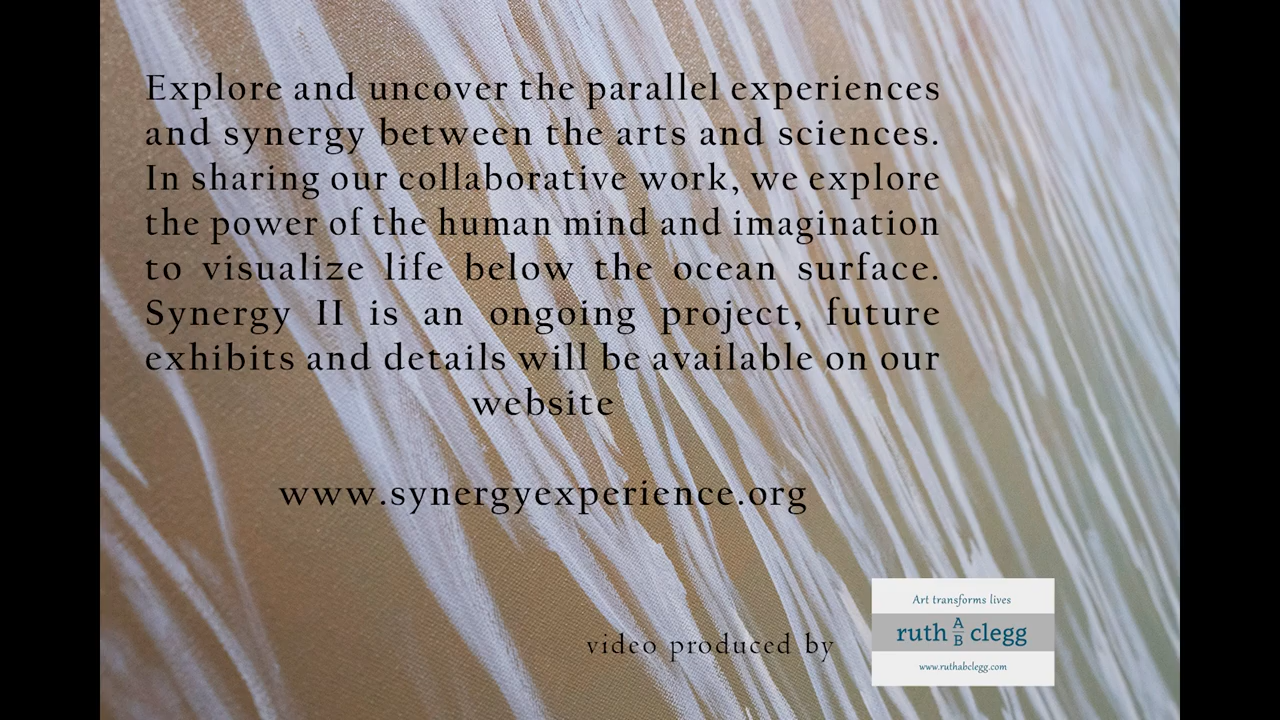 Explore and uncover the parallel experiences
and synergy between the arts and sciences.
In sharing our collaborative work, we explore
the power of the human mind and imagination
to visualize life below the ocean surface.
Synergy II is an ongoing project, future
exhibits and details will be available on our
website
www.synergyexperience.org
video produced by
Art transforms lives
ruth A B clegg
www.ruthabclegg.com